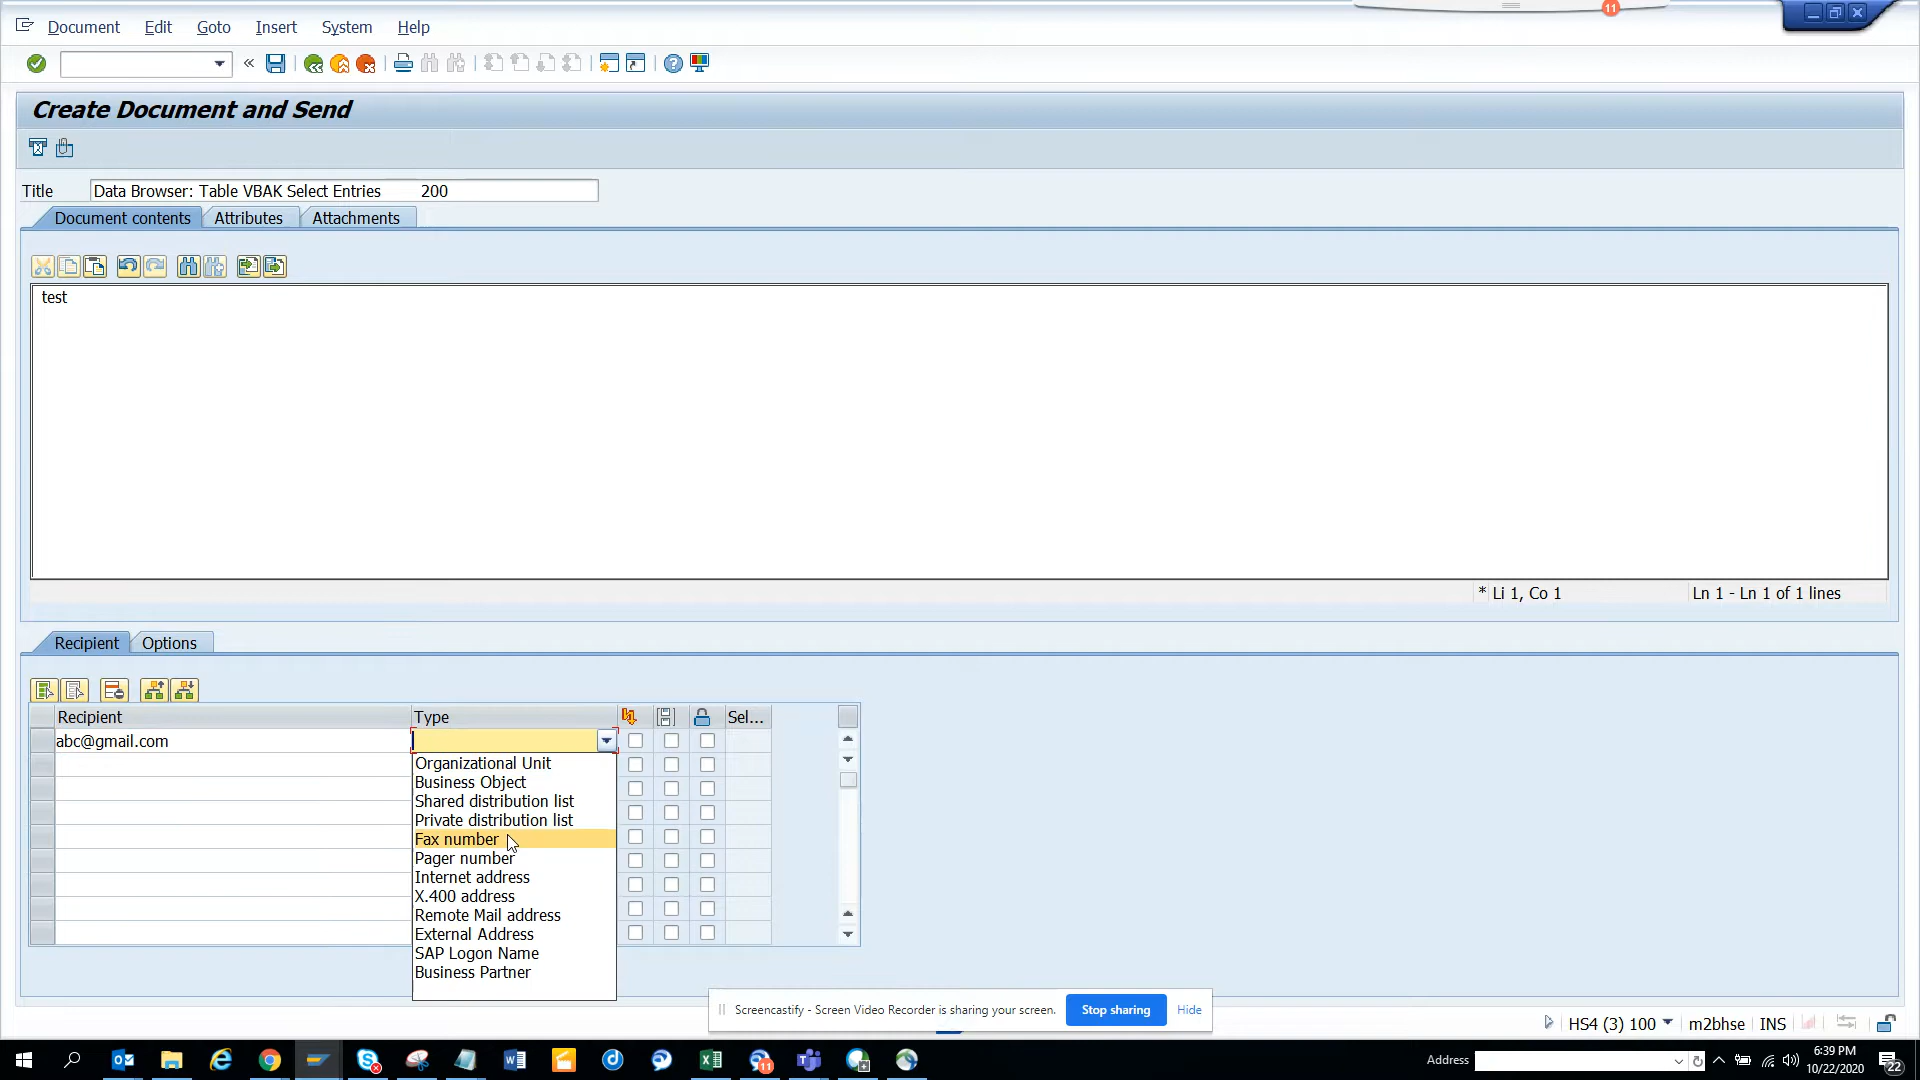 Document Edit Goto Insert System Help
11
Create Document and Send
Title Data Browser: Table VBAK Select Entries 200
Document contents Attributes Attachments
test
* Li 1, Co 1 Ln 1 - Ln 1 of 1 lines
Recipient Options
Recipient Type Sel...
abc@gmail.com
Organizational Unit
Business Object
Shared distribution list
Private distribution list
Fax number
Pager number
Internet address
X.400 address
Remote Mail address
External Address
SAP Logon Name
Business Partner
Screencastify - Screen Video Recorder is sharing your screen. Stop sharing Hide
HS4 (3) 100 m2bhse INS
11
Address
6:39 PM
10/22/2020
22